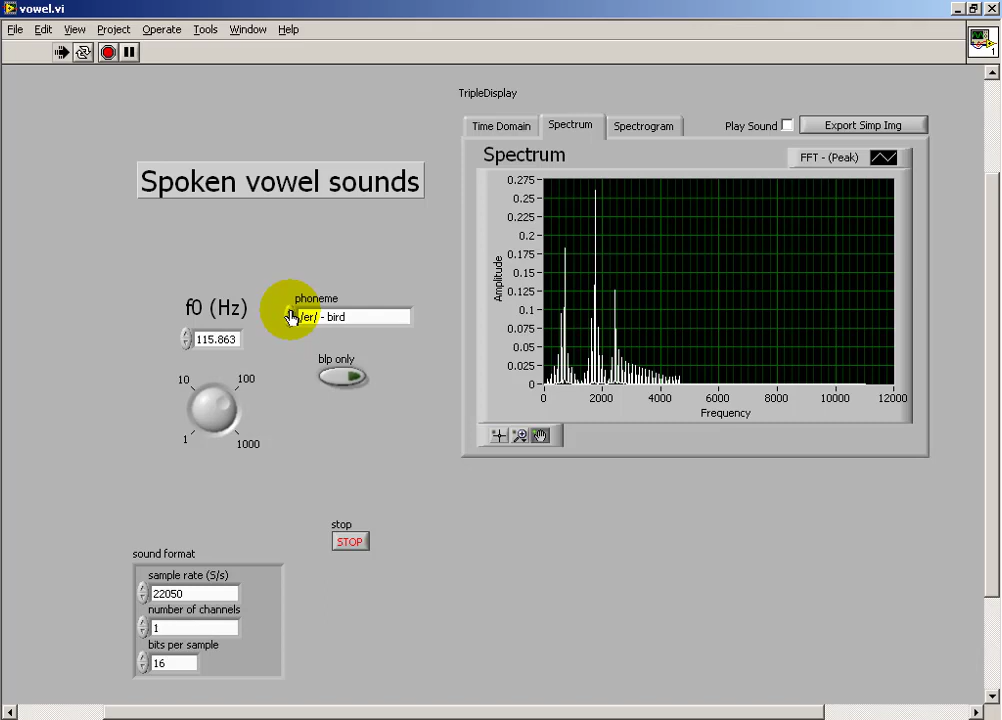 vowel.vi
File Edit View Project Operate Tools Window Help
1
TripleDisplay
Time Domain Spectrum Spectrogram Play Sound Export Simp Img
Spectrum
FFT - (Peak)
Spoken vowel sounds
0.275
0.25
0.225
0.2
0.175
0.15
0.125
0.1
0.075
0.05
0.025
0
Amplitude
0 2000 4000 6000 8000 10000 12000
Frequency
f0 (Hz)
115.863
10 100
1 1000
phoneme
/er/ - bird
blp only
stop
STOP
sound format
sample rate (S/s)
22050
number of channels
1
bits per sample
16